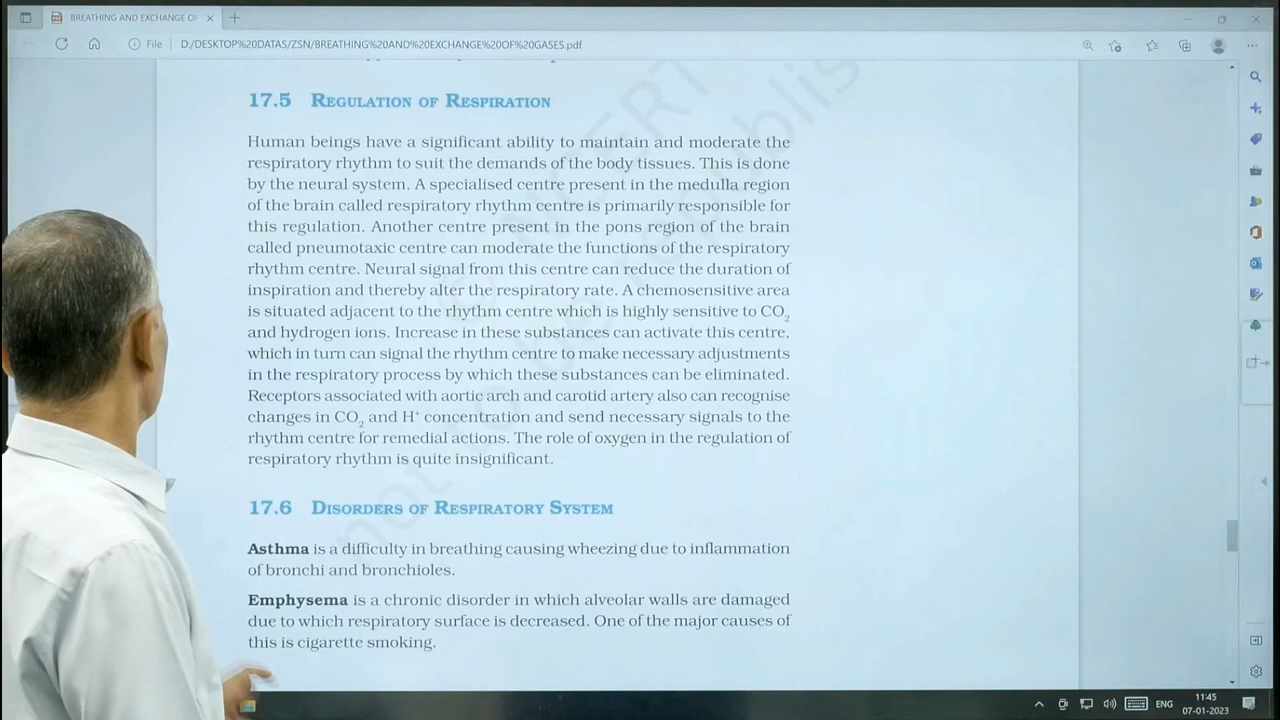 BREATHING AND EXCHANGE OF
File
D:/DESKTOP%20DATAS/ZSN/BREATHING%20AND%20EXCHANGE%20OF%20GASES.pdf
17.5 REGULATION OF RESPIRATION
Human beings have a significant ability to maintain and moderate the
respiratory rhythm to suit the demands of the body tissues. This is done
by the neural system. A specialised centre present in the medulla region
of the brain called respiratory rhythm centre is primarily responsible for
this regulation. Another centre present in the pons region of the brain
called pneumotaxic centre can moderate the functions of the respiratory
rhythm centre. Neural signal from this centre can reduce the duration of
inspiration and thereby alter the respiratory rate. A chemosensitive area
is situated adjacent to the rhythm centre which is highly sensitive to CO₂
and hydrogen ions. Increase in these substances can activate this centre,
which in turn can signal the rhythm centre to make necessary adjustments
in the respiratory process by which these substances can be eliminated.
Receptors associated with aortic arch and carotid artery also can recognise
changes in CO₂ and H⁺ concentration and send necessary signals to the
rhythm centre for remedial actions. The role of oxygen in the regulation of
respiratory rhythm is quite insignificant.
17.6 DISORDERS OF RESPIRATORY SYSTEM
Asthma is a difficulty in breathing causing wheezing due to inflammation
of bronchi and bronchioles.
Emphysema is a chronic disorder in which alveolar walls are damaged
due to which respiratory surface is decreased. One of the major causes of
this is cigarette smoking.
ENG
11:45
07-01-2023